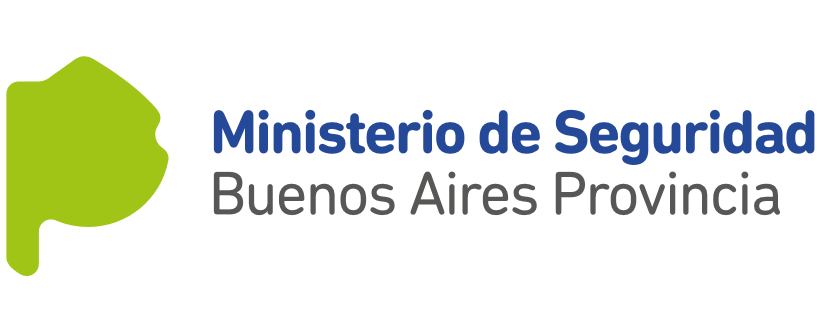 Ministerio de Seguridad
Buenos Aires Provincia